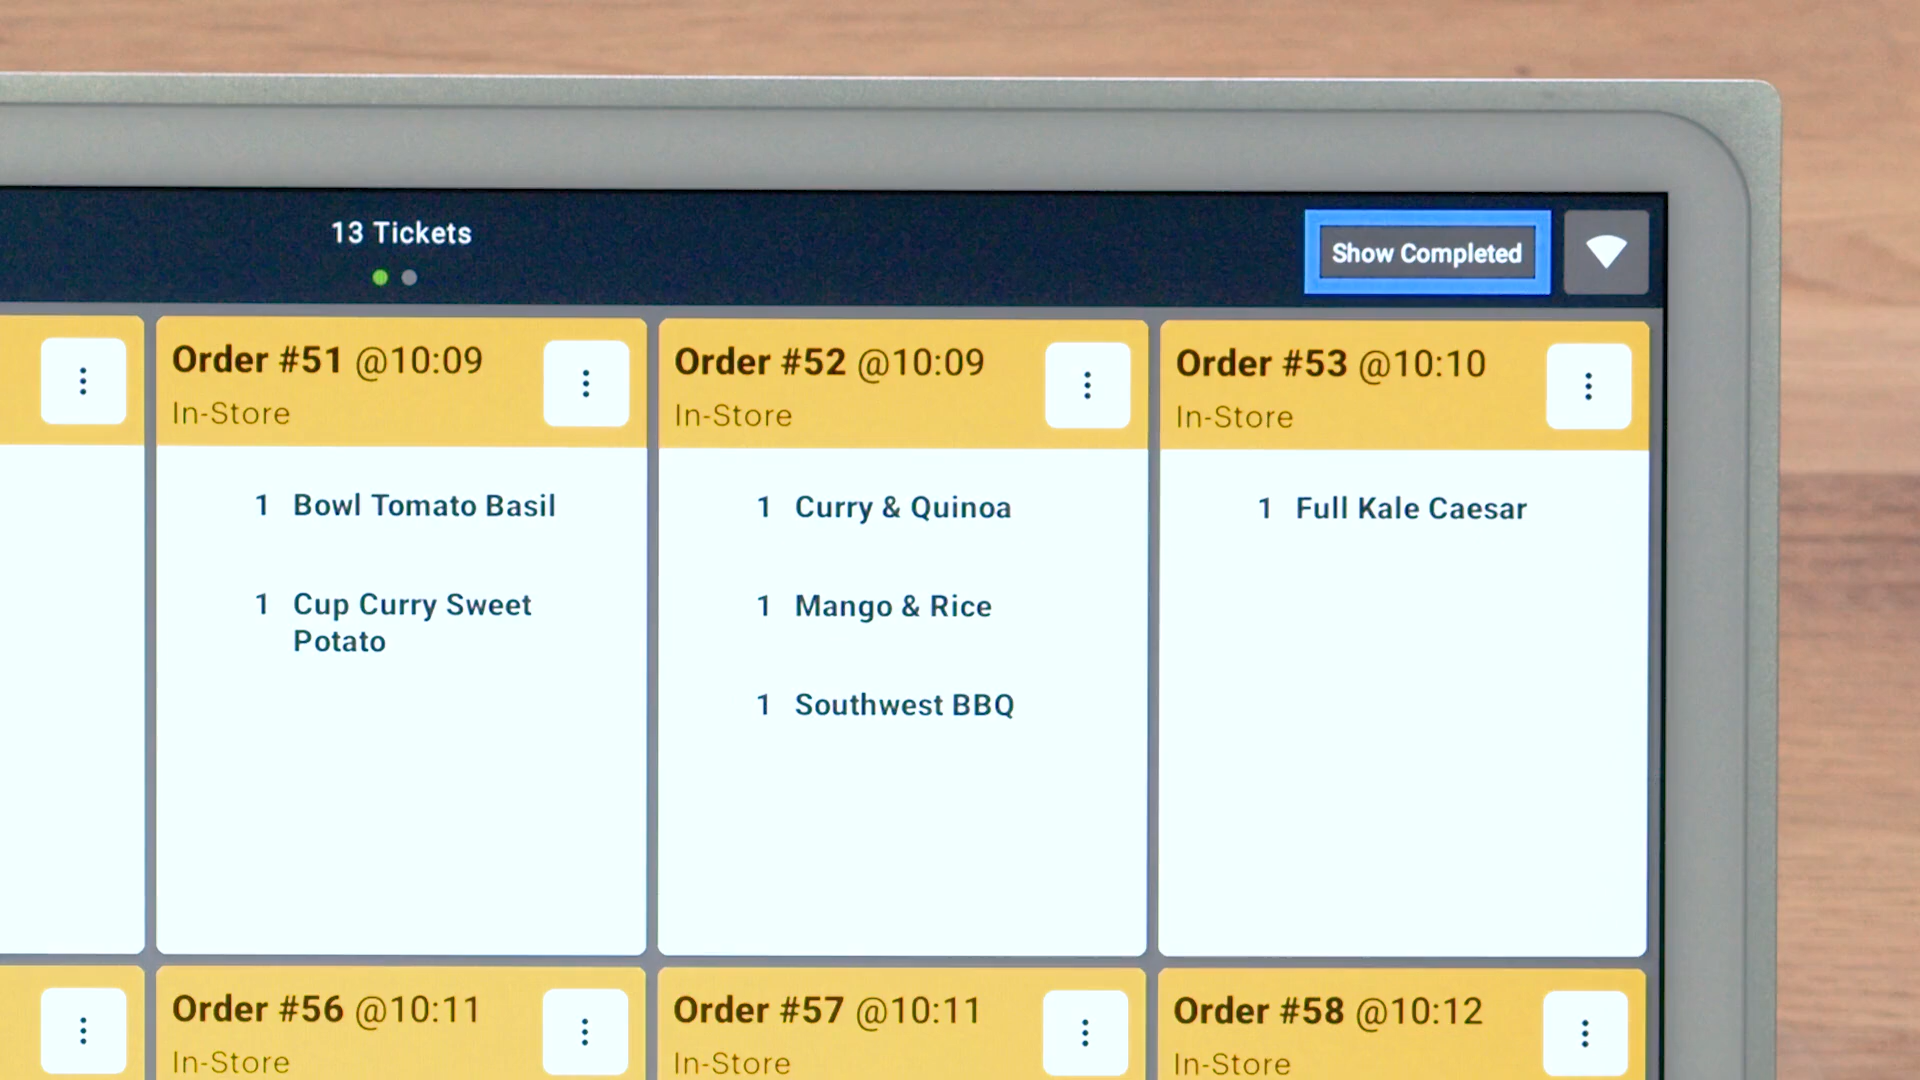 13 Tickets
Show Completed
Order #51 @10:09
In-Store
1 Bowl Tomato Basil
1 Cup Curry Sweet
Potato
Order #52 @10:09
In-Store
1 Curry & Quinoa
1 Mango & Rice
1 Southwest BBQ
Order #53 @10:10
In-Store
1 Full Kale Caesar
Order #56 @10:11
In-Store
Order #57 @10:11
In-Store
Order #58 @10:12
In-Store